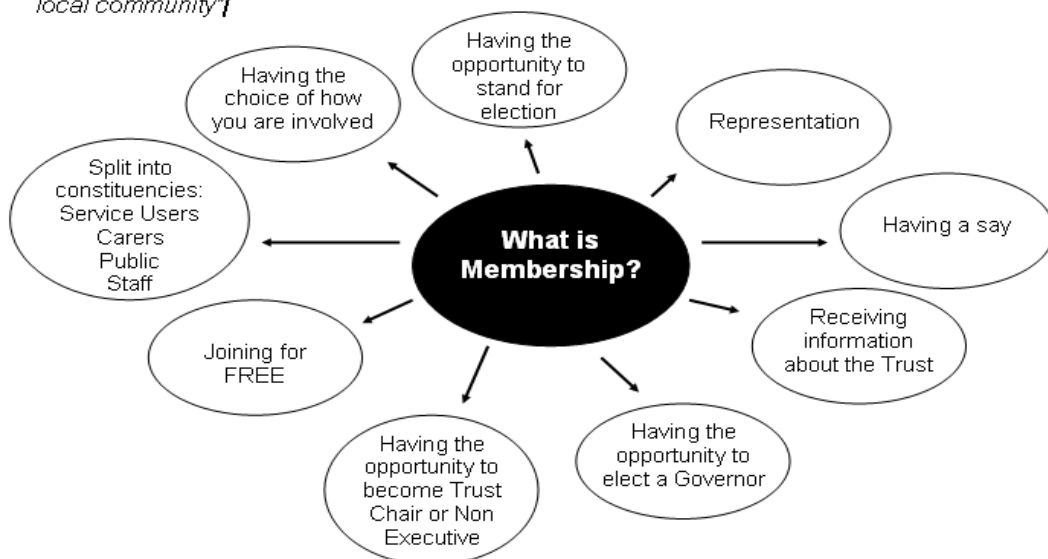 local community"[
Having the
opportunity to
stand for
election
Having the
choice of how
you are involved
Representation
Split into
constituencies:
Service Users
Carers
Public
Staff
What is
Membership?
Having a say
Joining for
FREE
Receiving
information
about the Trust
Having the
opportunity to
become Trust
Chair or Non
Executive
Having the
opportunity to
elect a Governor